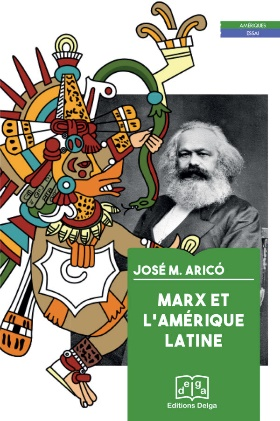 AMÉRIQUES
ESSAI
JOSÉ M. ARICÓ
MARX ET
L'AMÉRIQUE
LATINE
delga
Editions Delga